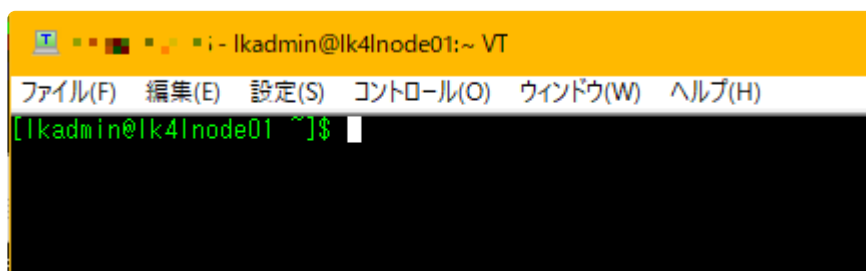 - lkadmin@lk4lnode01:~ VT
ファイル(F) 編集(E) 設定(S) コントロール(O) ウィンドウ(W) ヘルプ(H)
[lkadmin@lk4lnode01 ~]$